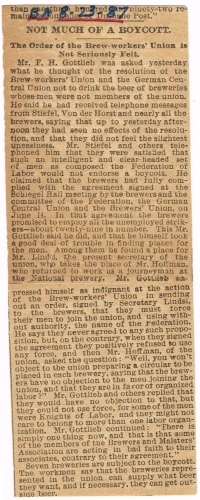 than
ninety-two re-
Post."
NOT MUCH OF A BOYCOTT.
The Order of the Brew-workers' Union is
Not Seriously Felt.
Mr. F. H. Gottlieb was asked yesterday
what he thought of the resolution of the
Brew-workers' Union and the German Cen-
tral Union not to drink the beer of breweries
whose men were not members of the union.
He said he had received telephone messages
from Stiefel, Von der Horst and nearly all the
brewers, saying that up to yesterday after-
noon they had seen no effects of the resolu-
tion, and that they did not feel the slightest
uneasiness. Mr. Stiefel and others tele-
phoned him that they were satisfied that
such an intelligent and clear-headed set
of men as composed the Federation of
Labor would not endorse a boycott. He
claimed that the brewers had fully com-
plied with the agreement signed at the
Schlegel Hall meeting by the brewers and the
committee of the Federation, the German
Central Union and the Brewers' Union, on
June 14. In that agreement the brewers
promised to employ all the unemployed strik-
ers—about twenty-nine in number. This Mr.
Gottlieb said he did, and that he himself took
a good deal of trouble in finding places for
the men. Among them he found a place for
Mr. Lindsi, the present secretary of the
union, who takes the place of Mr. Hoffman,
who returned to work as a journeyman at
the National brewery. Mr. Gottlieb ex-
pressed himself as indignant at the action
of the Brew-workers' Union in sending
out an order, signed by Secretary Lindsi,
to the brewers, that they must force
their men to join the union, and using with-
out authority, the name of the Federation.
He says they never agreed to any such propo-
sition, but, on the contrary, when they signed
the agreement they positively refused to use
any force, and then Mr. Hoffman, of the
union, asked the question: "Well, you won't
object to the union preparing a circular to be
placed in each brewery, saying that the brew-
ers have no objection to the men joining the
union, and that they are in favor of organized
labor?" Mr. Gottlieb and others replied that
they would have no objection to that, but
they could not use force, for some of the men
were Knights of Labor, and they might not
care to belong to more than one labor organ-
ization. Mr. Gottlieb continued: "There is
simply one thing now, and that is that some
of the members of the Brewers and Maltsters'
Association are acting in bad faith to their
associates, contrary to their agreement."
Seven breweries are subject to the boycott.
The workmen say that the breweries repre-
sented in the union can supply what beer
they want, and if necessary, they can get out-
side beer.